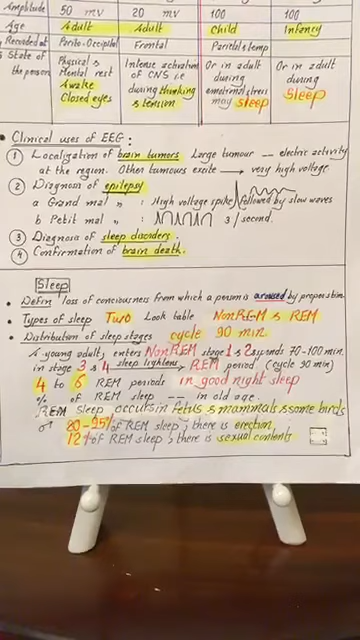 Amplitude 50 mv 20 mv 100 100
Age Adult Adult Child Infancy
Recorded at Parito-Occipital Frontal Parital & temp
State of the person Physical & Mental rest Awake Closed eyes Intense activation of CNS i.e during thinking & tension Or in adult during emotional stress may sleep Or in adult during Sleep
• Clinical uses of EEG:
① Localization of brain tumors Large tumour -- electric activity
at the region. Other tumours excite → very high voltage
② Diagnosis of epilepsy
a Grand mal " : High voltage spike followed by slow waves
b Petit mal " : 3/second.
③ Diagnosis of sleep disorders.
④ Confirmation of brain death.
Sleep
• Defin loss of conciousness from which a person is aroused by proper stim.
• Types of sleep Two Look table NonREM & REM
• Distribution of sleep stages cycle 90 min
A young adult, enters NonREM stage 1 & 2 70-100 min.
in stage 3 & 4 sleep lightens, REM period (cycle 90 min)
4 to 6 REM periods in good night sleep
% of REM sleep -- in old age.
REM sleep occurs in fetus & mammals & some birds
80-95% of REM sleep, there is erection
12% of REM sleep, there is sexual contents